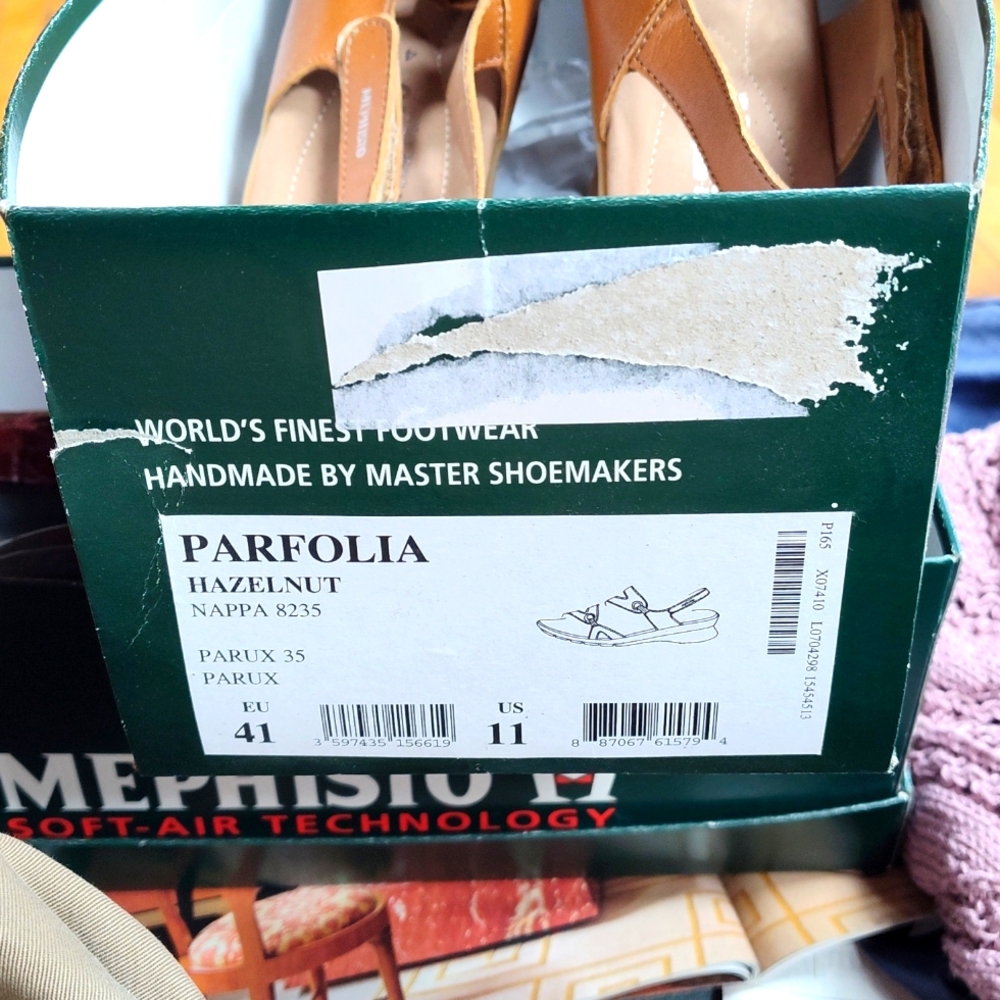 MEPHISTO
WORLD'S FINEST FOOTWEAR
HANDMADE BY MASTER SHOEMAKERS
PARFOLIA
HAZELNUT
NAPPA 8235
PARUX 35
PARUX
EU
41
3 597435 156619
US
11
8 87067 61579 4
P165 X07410 L0704298 15454513
MEPHISTO
SOFT-AIR TECHNOLOGY